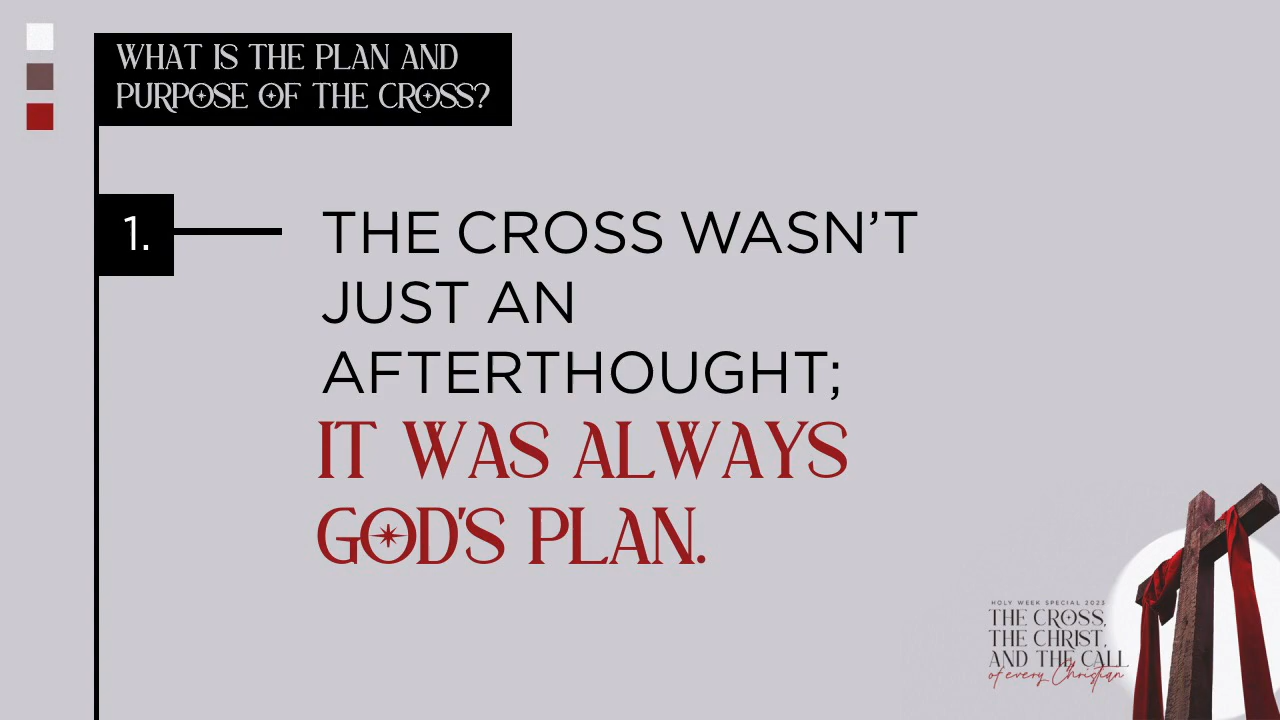 WHAT IS THE PLAN AND
PURPOSE OF THE CROSS?
1.
THE CROSS WASN’T
JUST AN
AFTERTHOUGHT;
IT WAS ALWAYS
GOD'S PLAN.
HOLY WEEK SPECIAL 2023
THE CROSS,
THE CHRIST,
AND THE CALL
of every Christian